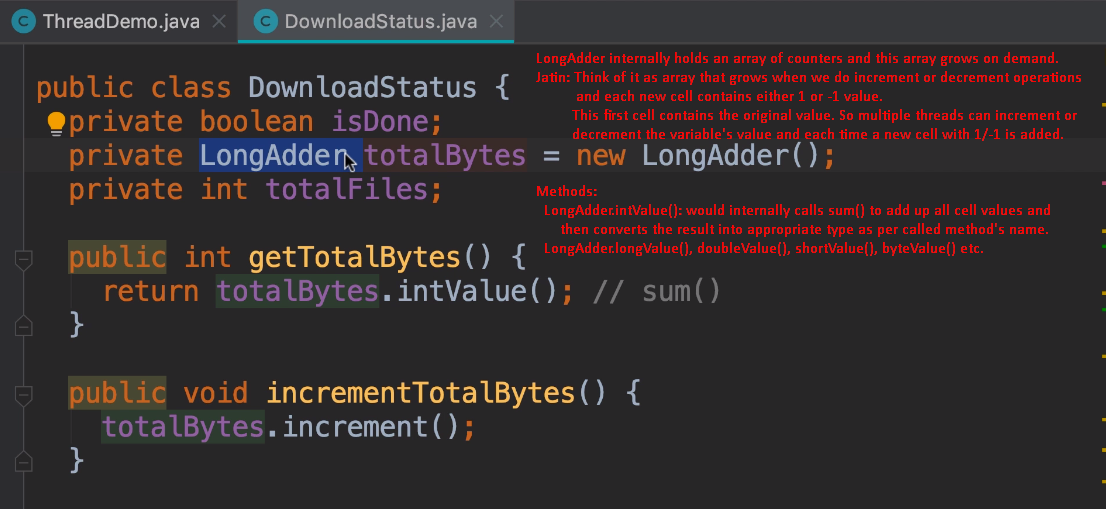 ThreadDemo.java
DownloadStatus.java
LongAdder internally holds an array of counters and this array grows on demand.
Jatin: Think of it as array that grows when we do increment or decrement operations
and each new cell contains either 1 or -1 value.
This first cell contains the original value. So multiple threads can increment or
decrement the variable's value and each time a new cell with 1/-1 is added.
public class DownloadStatus {
private boolean isDone;
private LongAdder totalBytes = new LongAdder();
private int totalFiles;
Methods:
LongAdder.intValue(): would internally calls sum() to add up all cell values and
then converts the result into appropriate type as per called method's name.
LongAdder.longValue(), doubleValue(), shortValue(), byteValue() etc.
public int getTotalBytes() {
return totalBytes.intValue(); // sum()
}
public void incrementTotalBytes() {
totalBytes.increment();
}